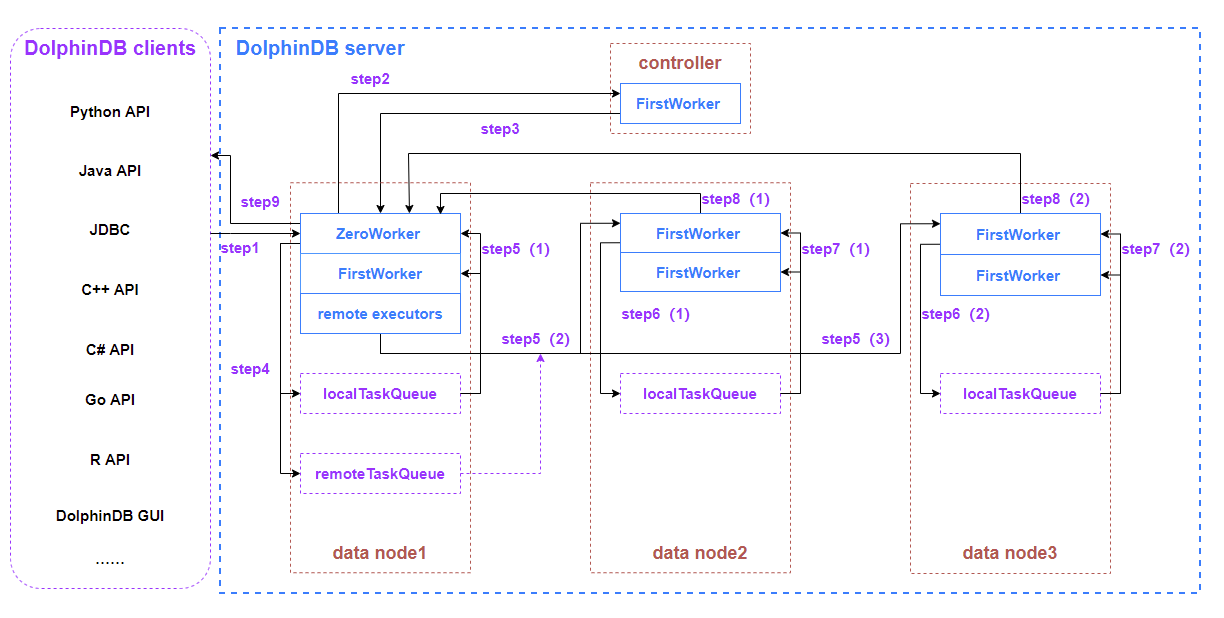 DolphinDB clients
Python API
Java API
JDBC
C++ API
C# API
Go API
R API
DolphinDB GUI
......
DolphinDB server
controller
FirstWorker
step2
step3
step9
step1
step4
ZeroWorker
FirstWorker
remote executors
step5 (1)
step5 (2)
localTaskQueue
remoteTaskQueue
data node1
step8 (1)
FirstWorker
FirstWorker
step7 (1)
step6 (1)
localTaskQueue
data node2
step5 (3)
step8 (2)
FirstWorker
FirstWorker
step7 (2)
step6 (2)
localTaskQueue
data node3